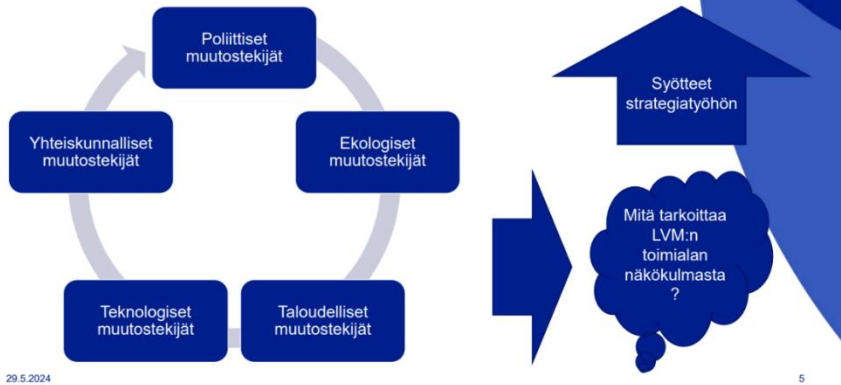 Poliittiset
muutostekijät
Ekologiset
muutostekijät
Taloudelliset
muutostekijät
Teknologiset
muutostekijät
Yhteiskunnalliset
muutostekijät
Syötteet
strategiatyöhön
Mitä tarkoittaa
LVM:n
toimialan
näkökulmasta
?
29.5.2024
5